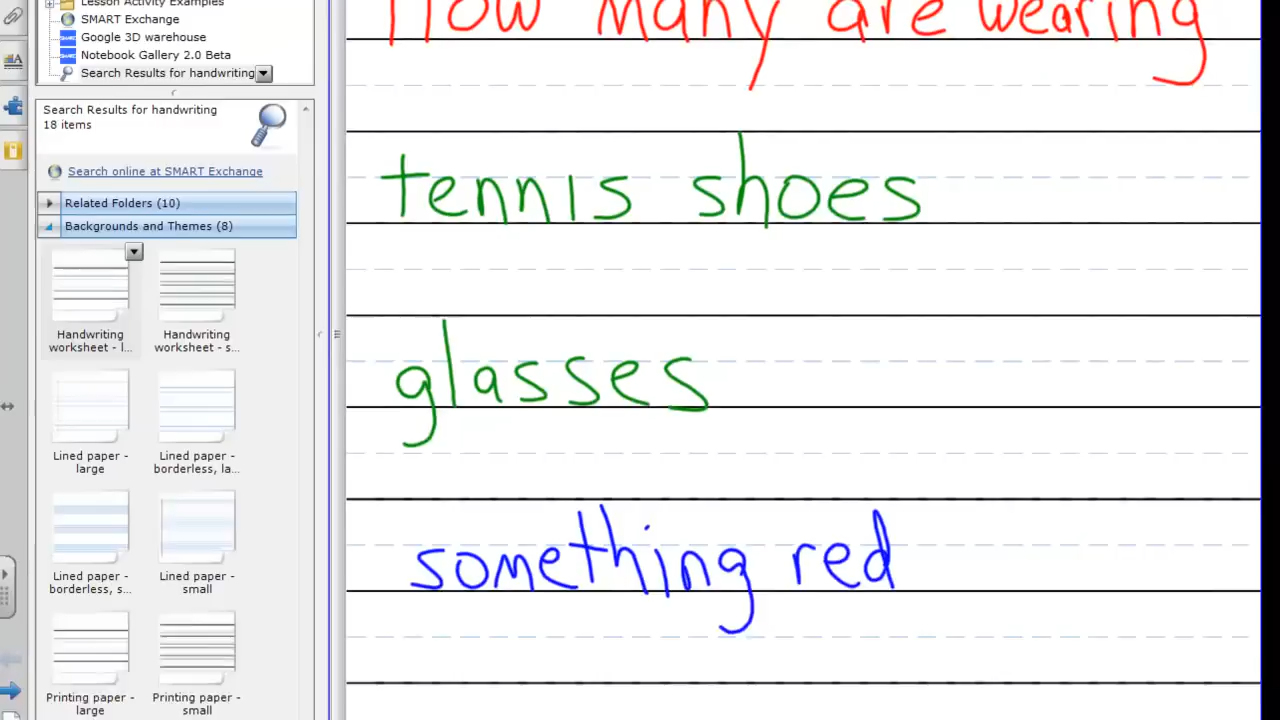 Lesson Activity Examples
SMART Exchange
Google 3D warehouse
Notebook Gallery 2.0 Beta
Search Results for handwriting
Search Results for handwriting
18 items
Search online at SMART Exchange
Related Folders (10)
Backgrounds and Themes (8)
Handwriting worksheet - l...
Handwriting worksheet - s...
Lined paper - large
Lined paper - borderless, la...
Lined paper - borderless, s...
Lined paper - small
Printing paper - large
Printing paper - small
How many are wearing
tennis shoes
glasses
something red